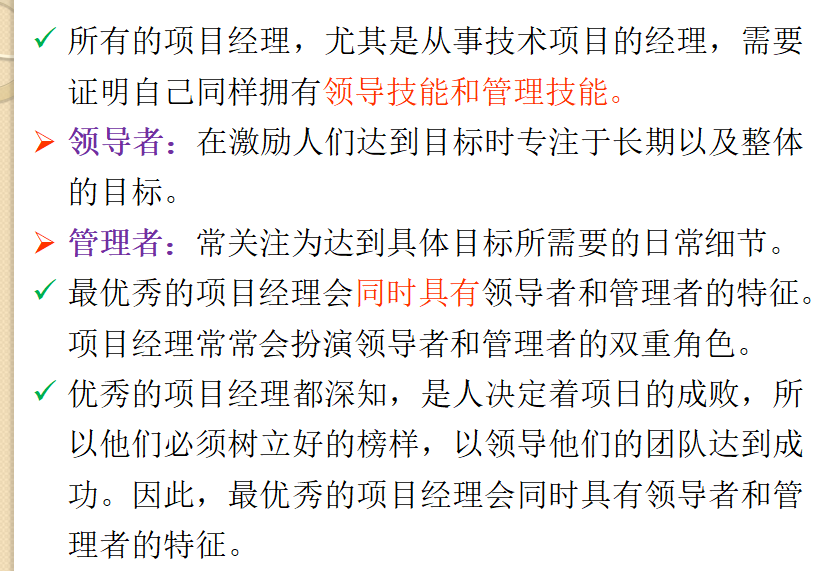 所有的项目经理，尤其是从事技术项目的经理，需要
证明自己同样拥有领导技能和管理技能。
领导者：在激励人们达到目标时专注于长期以及整体
的目标。
管理者：常关注为达到具体目标所需要的日常细节。
最优秀的项目经理会同时具有领导者和管理者的特征。
项目经理常常会扮演领导者和管理者的双重角色。
优秀的项目经理都深知，是人决定着项日的成败，所
以他们必须树立好的榜样，以领导他们的团队达到成
功。因此，最优秀的项目经理会同时具有领导者和管
理者的特征。